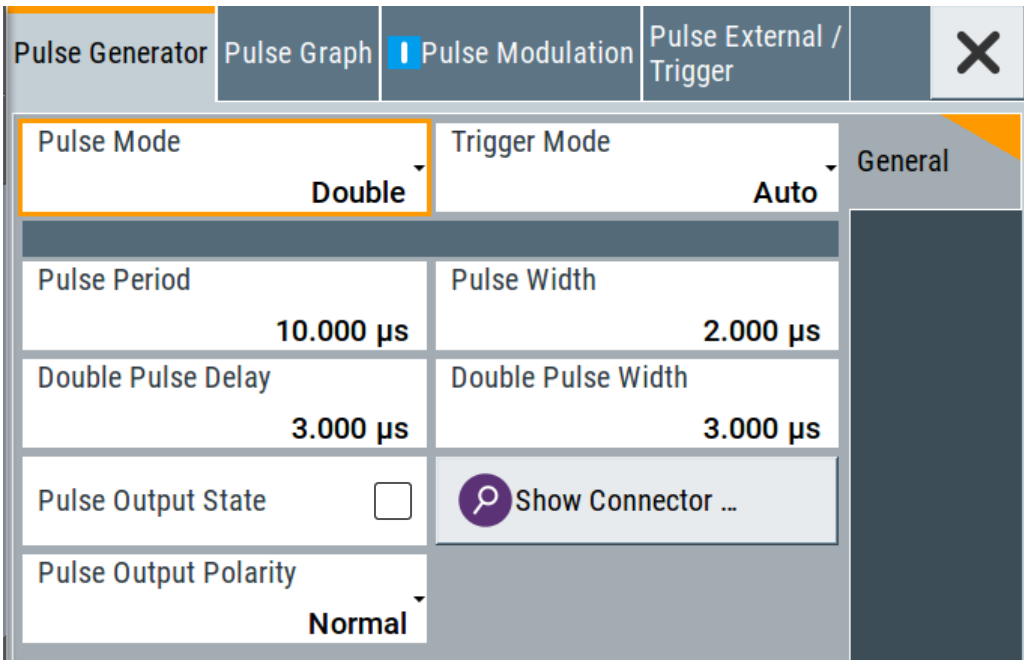 Pulse Generator
Pulse Graph
Pulse Modulation
Pulse External /
Trigger
Pulse Mode
Double
Trigger Mode
Auto
General
Pulse Period
10.000 µs
Pulse Width
2.000 µs
Double Pulse Delay
3.000 µs
Double Pulse Width
3.000 µs
Pulse Output State
Show Connector ...
Pulse Output Polarity
Normal